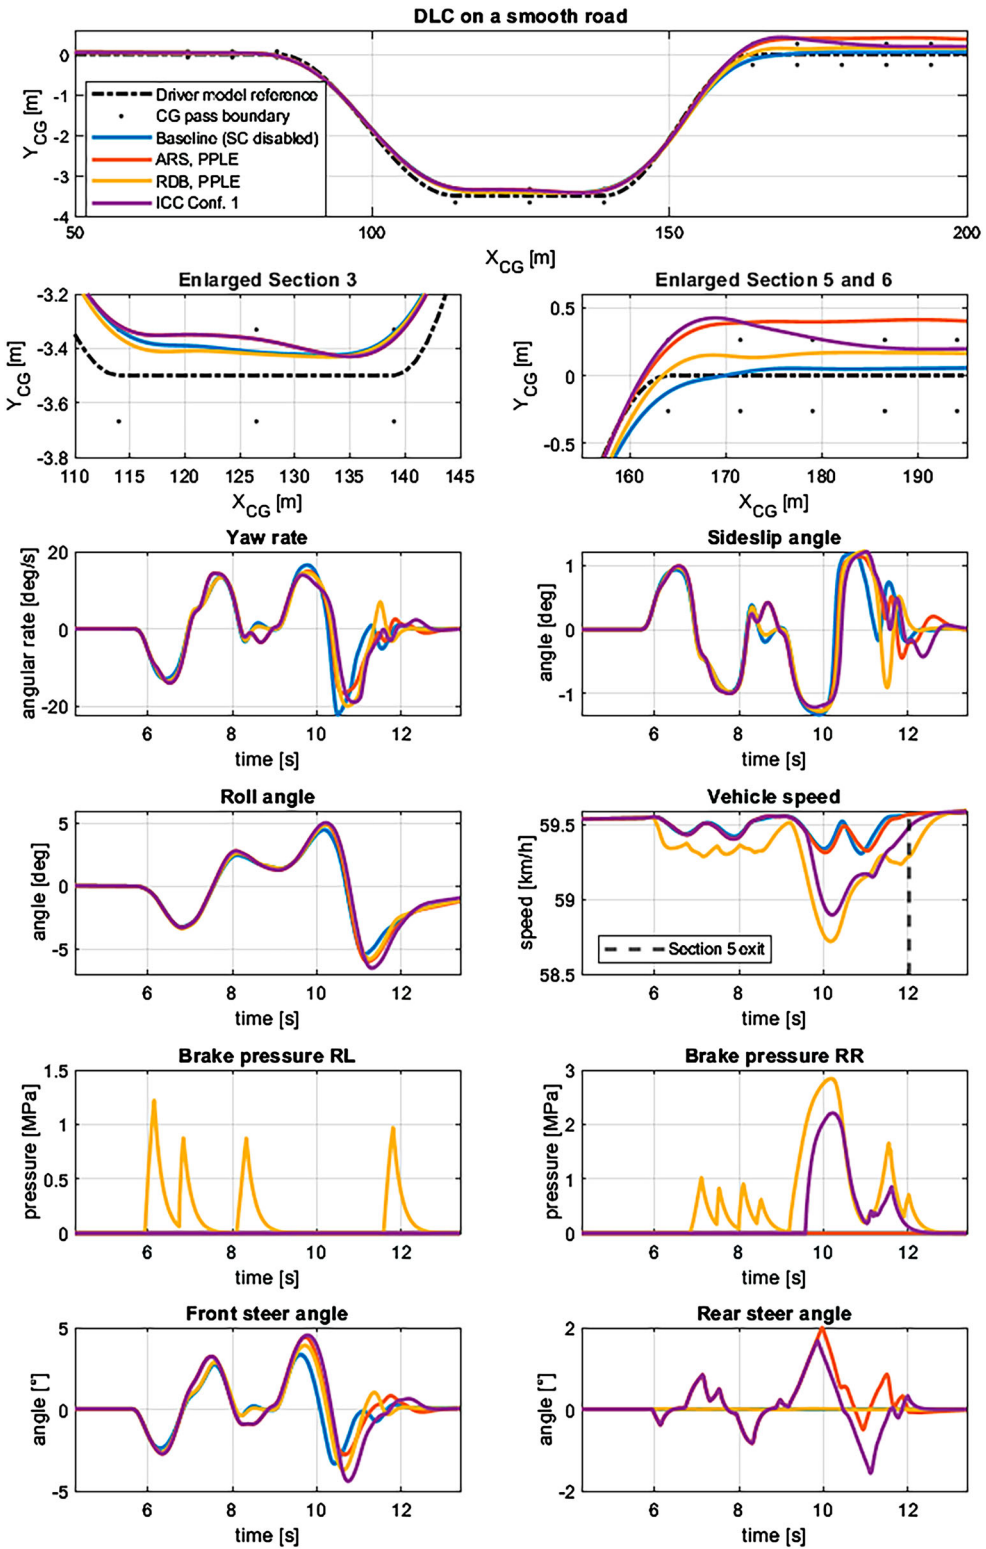 DLC on a smooth road
0
-1
-2
-3
-4
Y_CG [m]
Driver model reference
CG pass boundary
Baseline (SC disabled)
ARS, PPLE
RDB, PPLE
ICC Conf. 1
50 100 150 200
X_CG [m]
Enlarged Section 3
-3.2
-3.4
-3.6
-3.8
Y_CG [m]
110 115 120 125 130 135 140 145
X_CG [m]
Enlarged Section 5 and 6
0.5
0
-0.5
Y_CG [m]
160 170 180 190
X_CG [m]
Yaw rate
20
0
-20
angular rate [deg/s]
6 8 10 12
time [s]
Sideslip angle
1
0
-1
angle [deg]
6 8 10 12
time [s]
Roll angle
5
0
-5
angle [deg]
6 8 10 12
time [s]
Vehicle speed
59.5
59
58.5
speed [km/h]
Section 5 exit
6 8 10 12
time [s]
Brake pressure RL
1.5
1
0.5
0
pressure [MPa]
6 8 10 12
time [s]
Brake pressure RR
3
2
1
0
pressure [MPa]
6 8 10 12
time [s]
Front steer angle
5
0
-5
angle [°]
6 8 10 12
time [s]
Rear steer angle
2
0
-2
angle [°]
6 8 10 12
time [s]